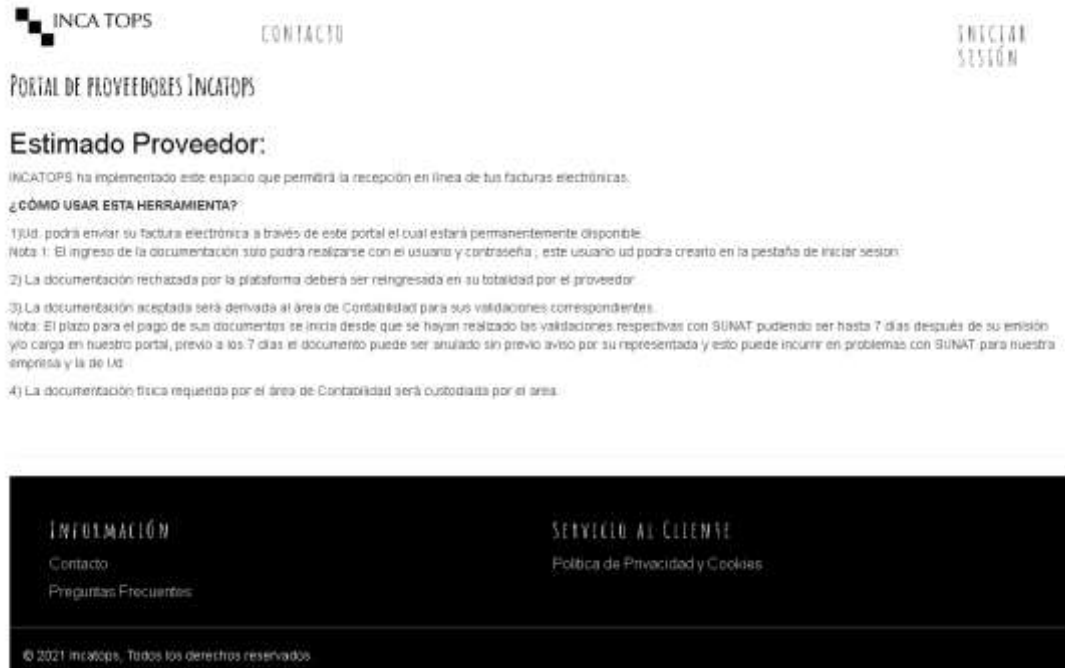 INCA TOPS
CONTACTO
INICIAR
SESIÓN
PORTAL DE PROVEEDORES INCATOPS
Estimado Proveedor:
INCATOPS ha implementado este espacio que permitirá la recepción en línea de tus facturas electrónicas.
¿CÓMO USAR ESTA HERRAMIENTA?
1)Ud. podrá enviar su factura electrónica a través de este portal el cual estará permanentemente disponible.
Nota 1: El ingreso de la documentación solo podrá realizarse con el usuario y contraseña , este usuario ud podra crearlo en la pestaña de iniciar sesion
2) La documentación rechazada por la plataforma deberá ser reingresada en su totalidad por el proveedor
3) La documentación aceptada será derivada al área de Contabilidad para sus validaciones correspondientes.
Nota: El plazo para el pago de sus documentos se inicia desde que se hayan realizado las validaciones respectivas con SUNAT pudiendo ser hasta 7 días después de su emisión
y/o carga en nuestro portal, previo a los 7 dias el documento puede ser anulado sin previo aviso por su representada y esto puede incurrir en problemas con SUNAT para nuestra
empresa y la de Ud
4) La documentación física requerida por el área de Contabilidad será custodiada por el area.
INFORMACIÓN
Contacto
Preguntas Frecuentes
SERVICIO AL CLIENTE
Política de Privacidad y Cookies
© 2021 Incatops, Todos los derechos reservados